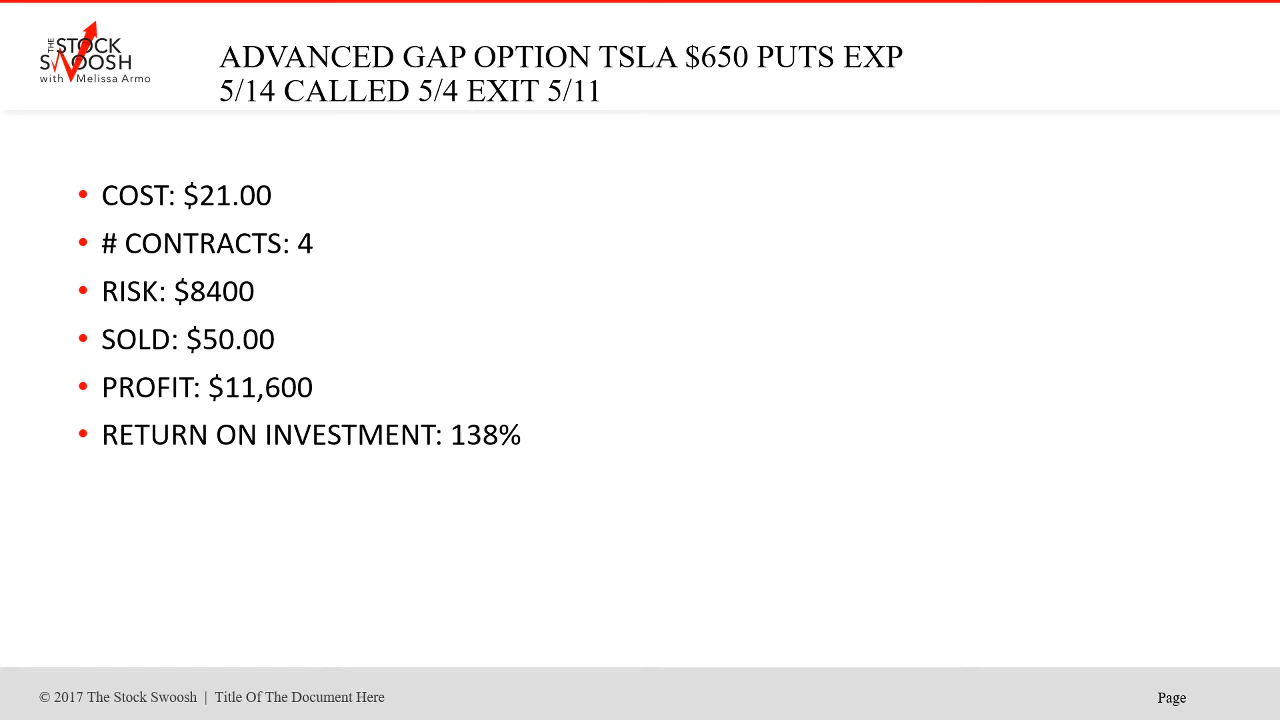 THE STOCK
SWOOSH
with Melissa Armo
ADVANCED GAP OPTION TSLA $650 PUTS EXP
5/14 CALLED 5/4 EXIT 5/11
• COST: $21.00
• # CONTRACTS: 4
• RISK: $8400
• SOLD: $50.00
• PROFIT: $11,600
• RETURN ON INVESTMENT: 138%
© 2017 The Stock Swoosh | Title Of The Document Here
Page